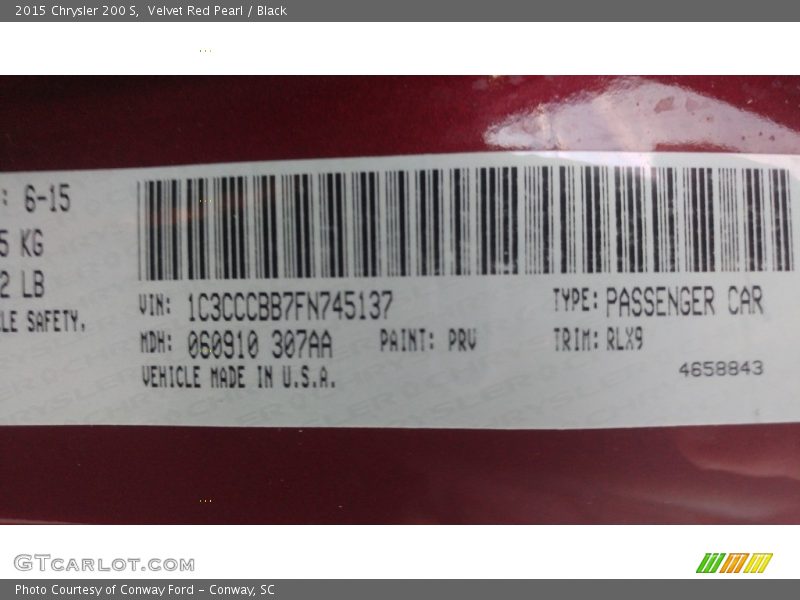 2015 Chrysler 200 S, Velvet Red Pearl / Black
: 6-15
5 KG
2 LB
LE SAFETY.
VIN: 1C3CCCBB7FN745137 TYPE: PASSENGER CAR
MDH: 060910 307AA PAINT: PRV TRIM: RLX9
VEHICLE MADE IN U.S.A.
4658843
GTCARLOT.COM
Photo Courtesy of Conway Ford - Conway, SC